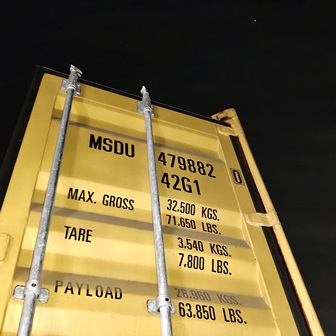 MSDU 479882 0
42G1
MAX. GROSS 32.500 KGS.
71.650 LBS.
TARE 3.540 KGS.
7.800 LBS.
PAYLOAD 28.960 KGS.
63.850 LBS.